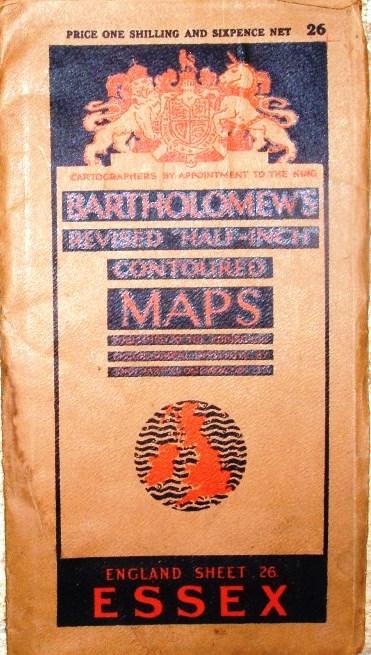 PRICE ONE SHILLING AND SIXPENCE NET 26
CARTOGRAPHERS BY APPOINTMENT TO THE KING
BARTHOLOMEW'S
REVISED "HALF-INCH"
CONTOURED
MAPS
ENGLAND SHEET 26
ESSEX